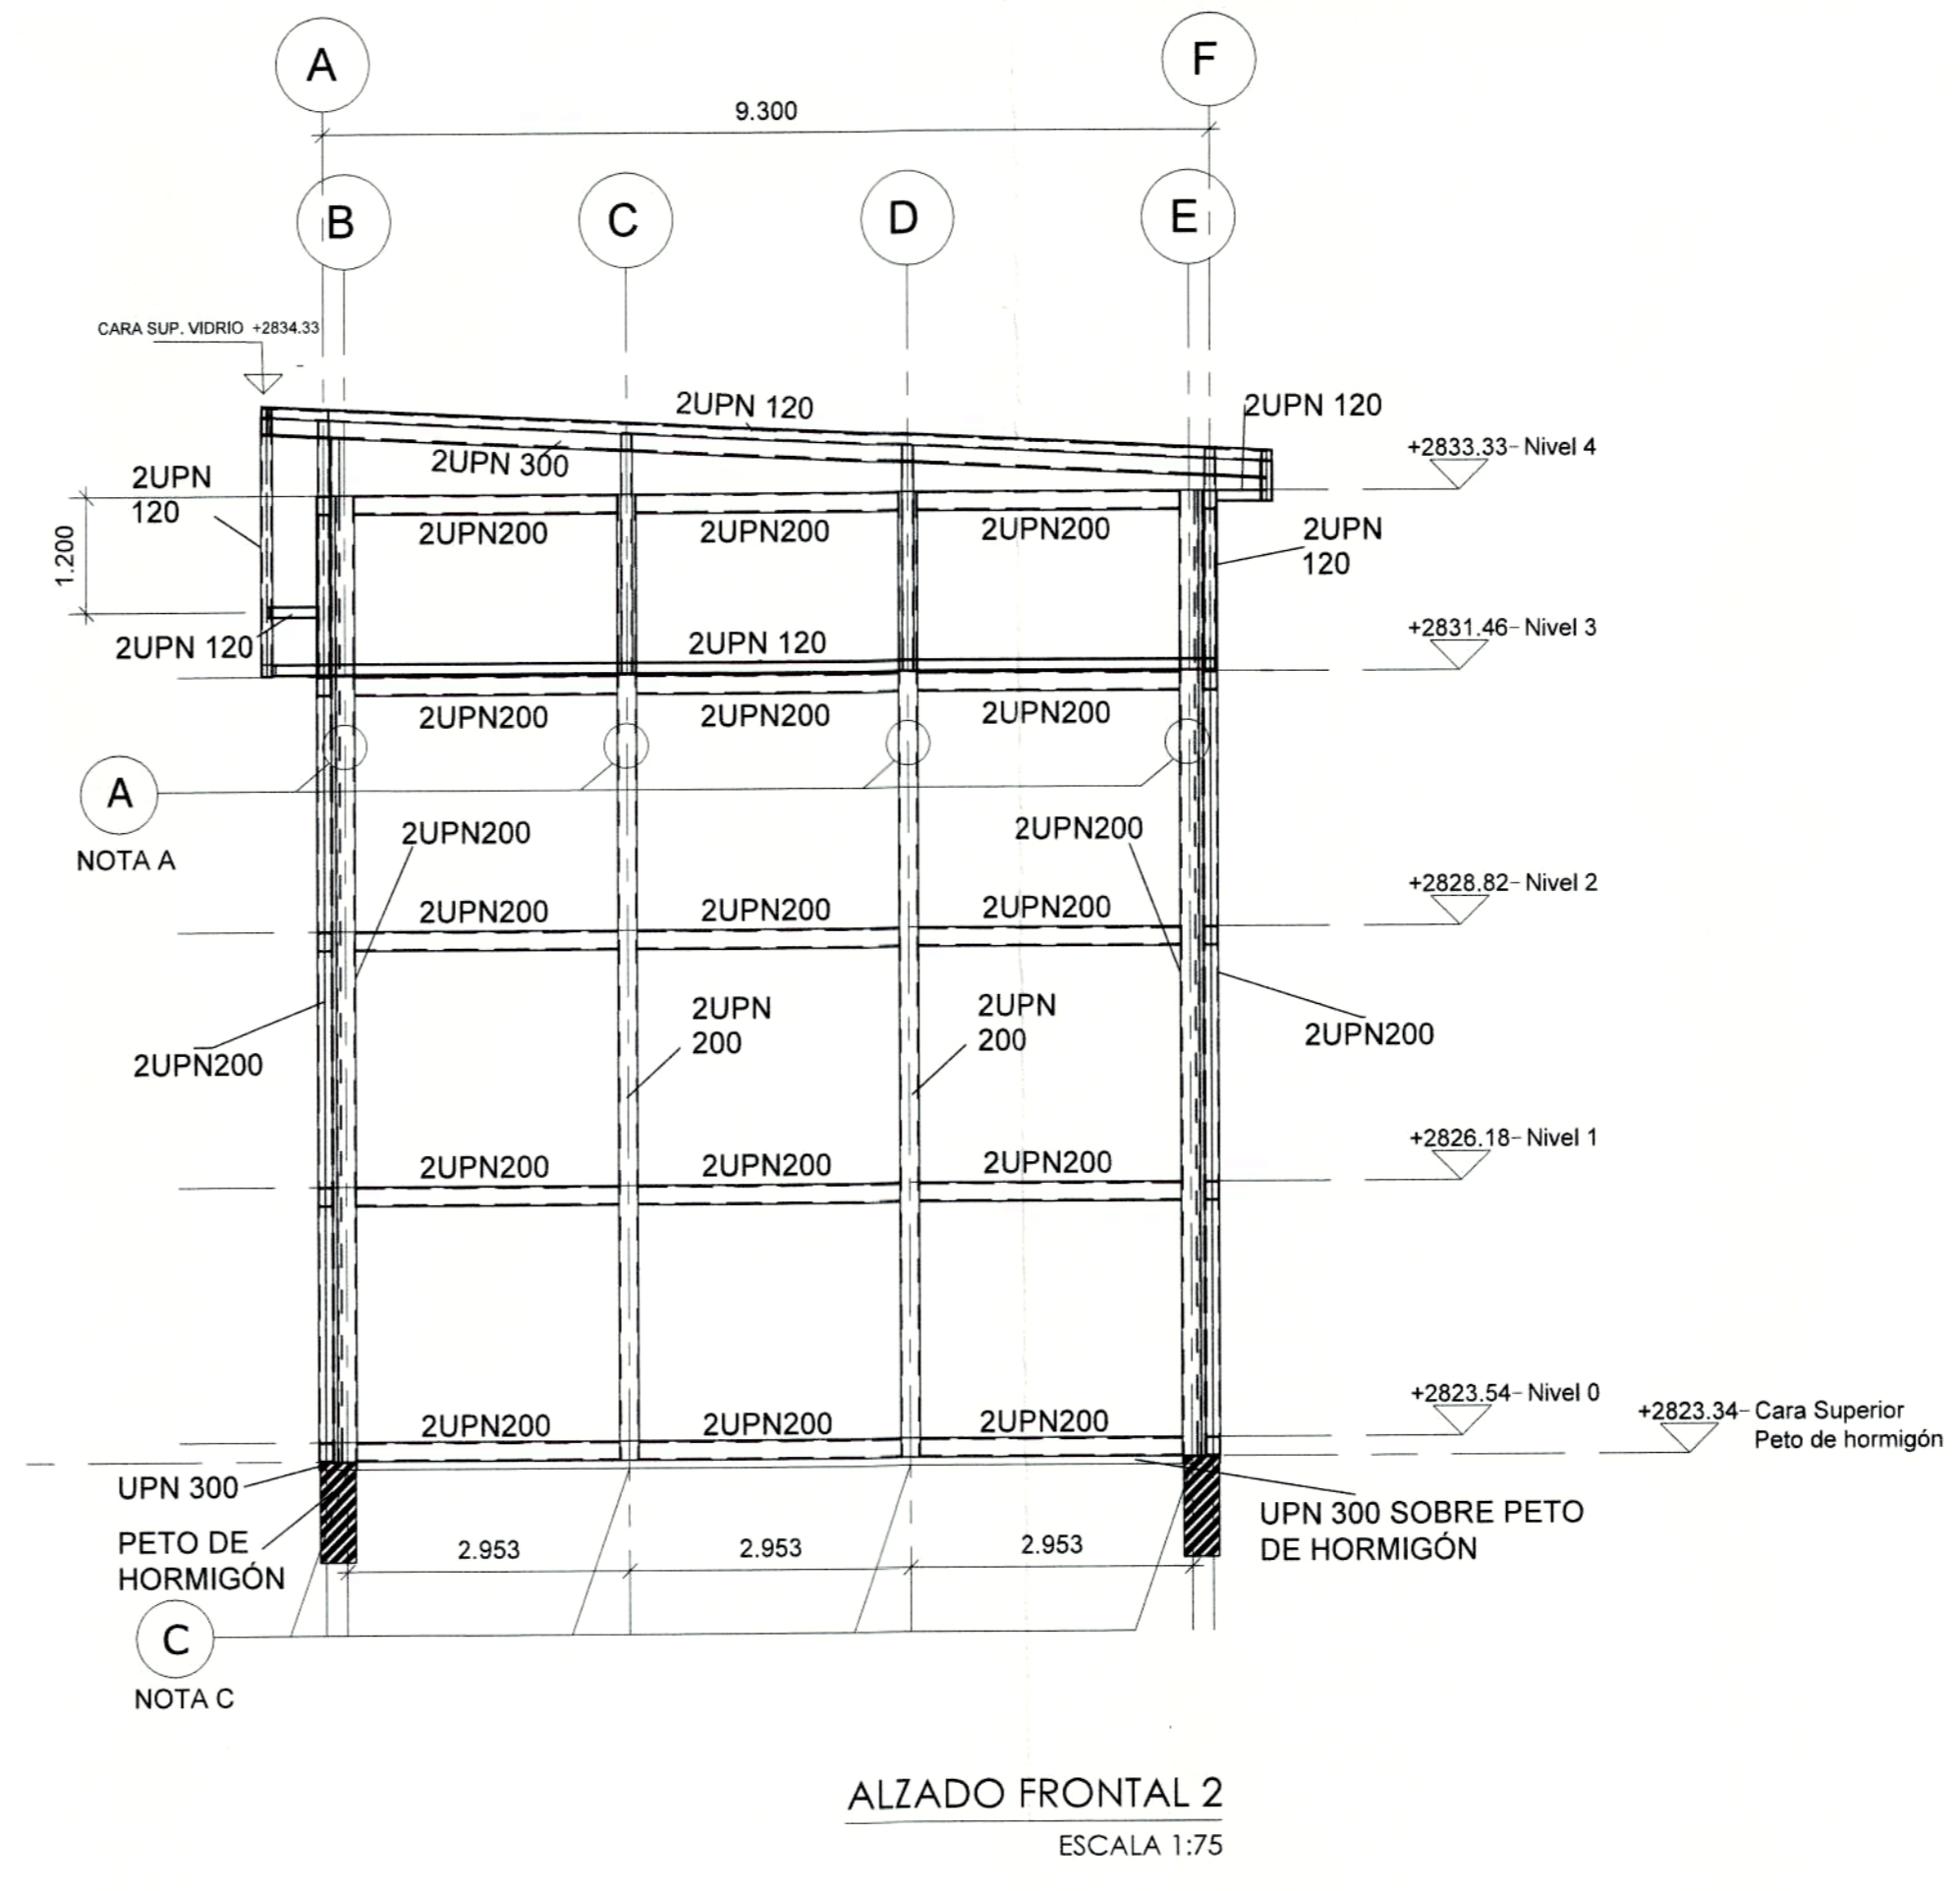 A
F
9.300
B
C
D
E
CARA SUP. VIDRIO +2834.33
2UPN 120
2UPN 120
+2833.33- Nivel 4
2UPN 300
2UPN
120
1.200
2UPN200
2UPN200
2UPN200
2UPN
120
2UPN 120
2UPN 120
+2831.46- Nivel 3
2UPN200
2UPN200
2UPN200
A
NOTA A
2UPN200
2UPN200
+2828.82- Nivel 2
2UPN200
2UPN200
2UPN200
2UPN
200
2UPN
200
2UPN200
2UPN200
+2826.18- Nivel 1
2UPN200
2UPN200
2UPN200
+2823.54- Nivel 0
+2823.34- Cara Superior
Peto de hormigón
2UPN200
2UPN200
2UPN200
UPN 300
UPN 300 SOBRE PETO
DE HORMIGÓN
PETO DE
HORMIGÓN
2.953
2.953
2.953
C
NOTA C
ALZADO FRONTAL 2
ESCALA 1:75